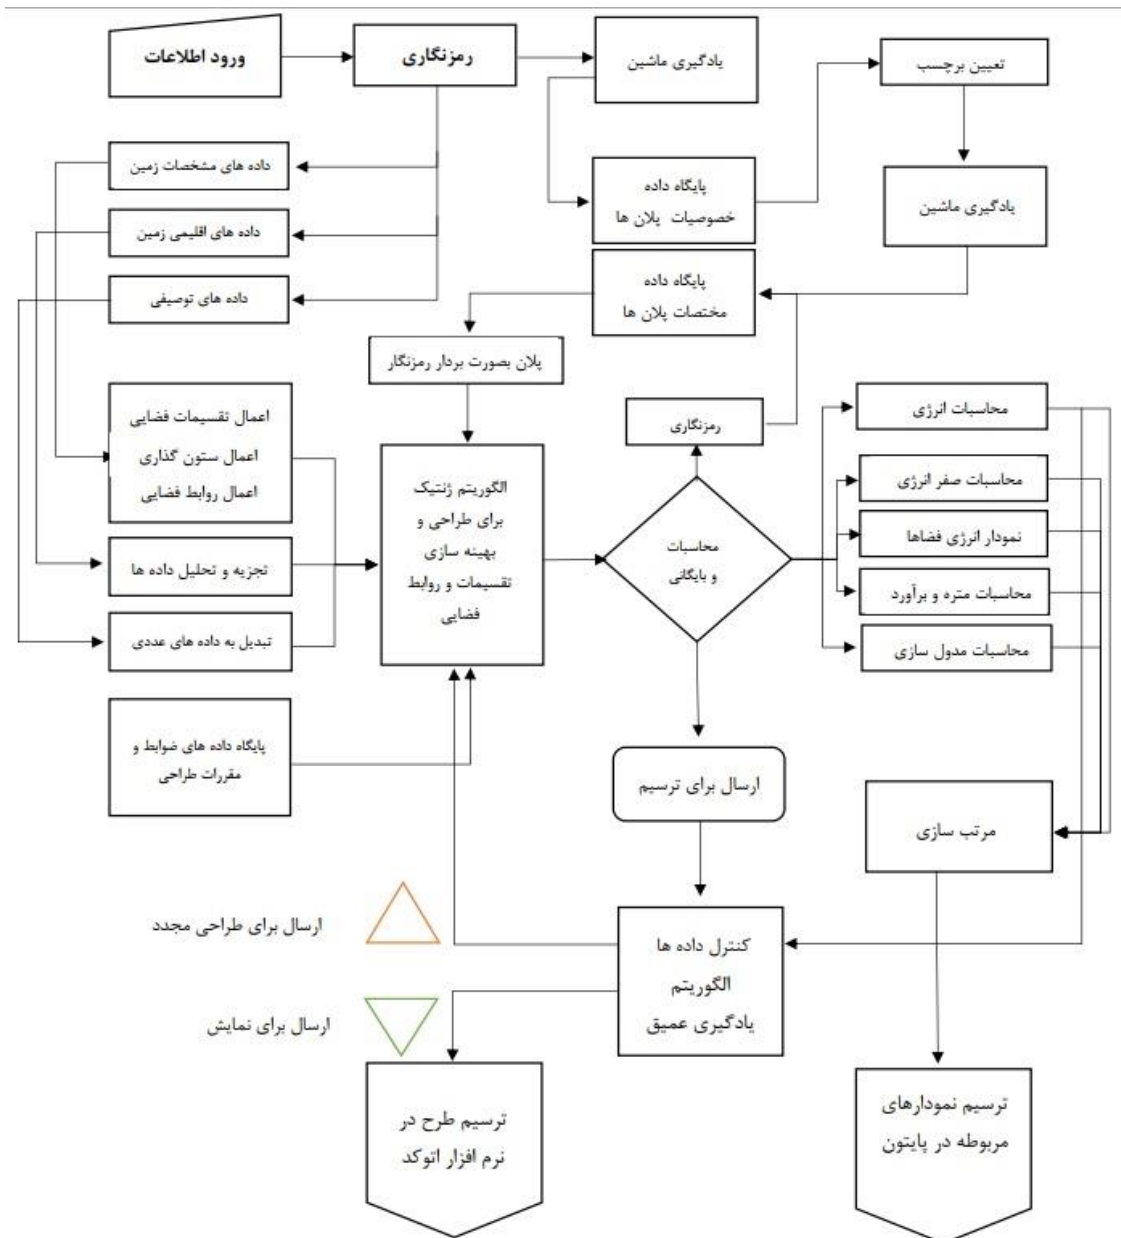 ورود اطلاعات
رمزنگاری
یادگیری ماشین
تعیین برچسب
داده های مشخصات زمین
پایگاه داده
خصوصیات پلان ها
یادگیری ماشین
داده های اقلیمی زمین
داده های توصیفی
پایگاه داده
مختصات پلان ها
پلان بصورت بردار رمزنگار
اعمال تقسیمات فضایی
اعمال ستون گذاری
اعمال روابط فضایی
الگوریتم ژنتیک
برای طراحی و
بهینه سازی
تقسیمات و روابط
فضایی
رمزنگاری
محاسبات انرژی
محاسبات صفر انرژی
نمودار انرژی فضاها
محاسبات متره و برآورد
محاسبات مدول سازی
محاسبات
و بایگانی
تجزیه و تحلیل داده ها
تبدیل به داده های عددی
پایگاه داده های ضوابط و
مقررات طراحی
ارسال برای ترسیم
مرتب سازی
ارسال برای طراحی مجدد
کنترل داده ها
الگوریتم
یادگیری عمیق
ارسال برای نمایش
ترسیم طرح در
نرم افزار اتوکد
ترسیم نمودارهای
مربوطه در پایتون